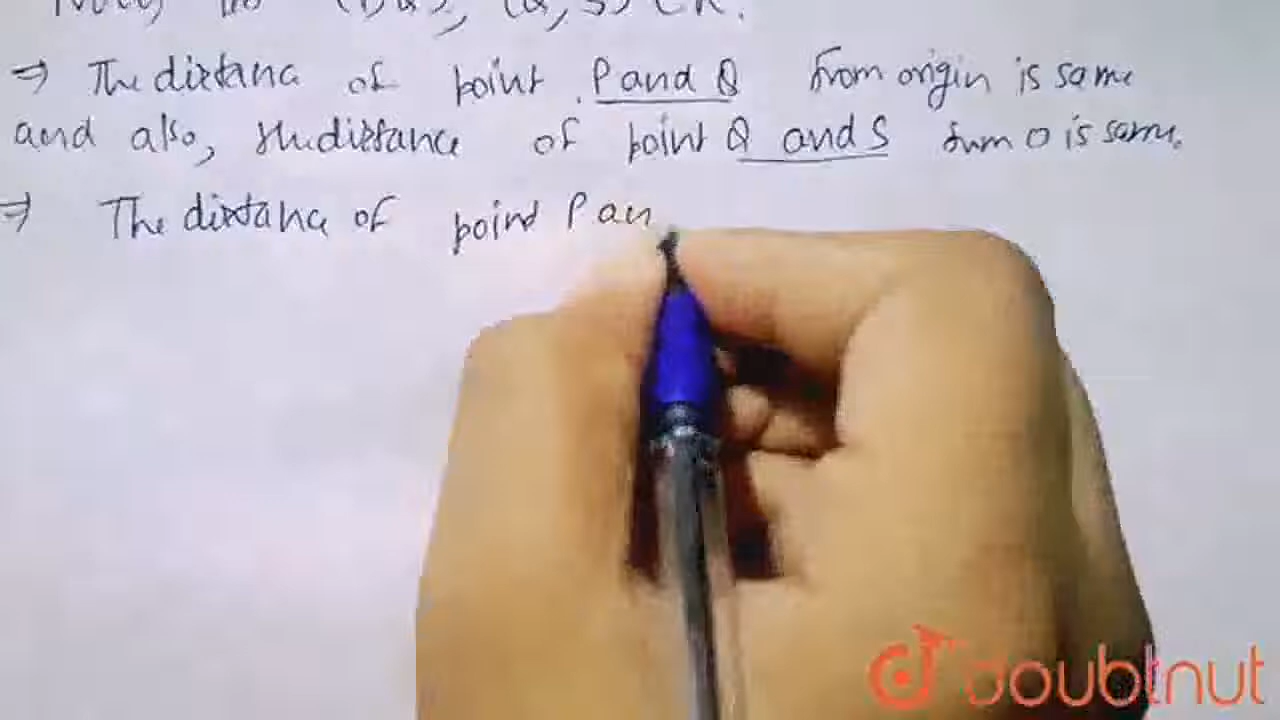 ⇒ The distance of point P and Q from origin is same
and also, the distance of point Q and S from O is same.
⇒ The distance of point P an
doubtnut